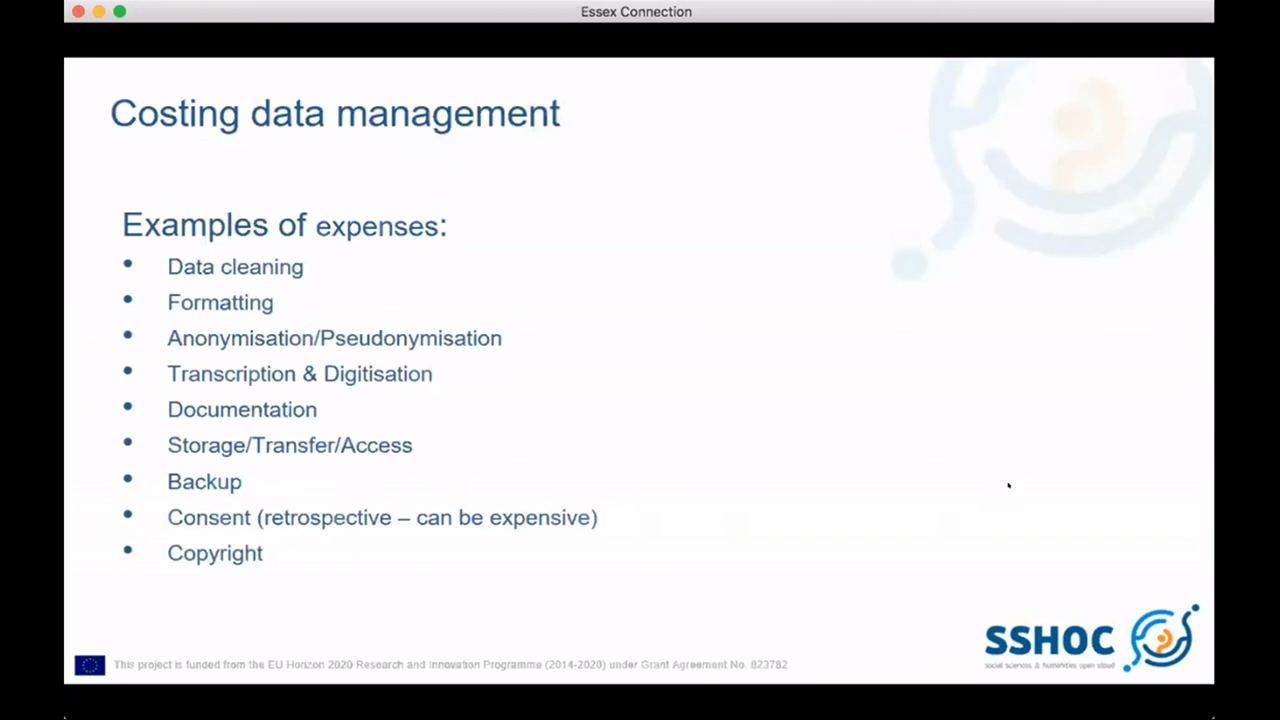 Essex Connection
Costing data management
Examples of expenses:
• Data cleaning
• Formatting
• Anonymisation/Pseudonymisation
• Transcription & Digitisation
• Documentation
• Storage/Transfer/Access
• Backup
• Consent (retrospective – can be expensive)
• Copyright
SSHOC
social sciences & humanities open cloud
This project is funded from the EU Horizon 2020 Research and Innovation Programme (2014-2020) under Grant Agreement No. 823782